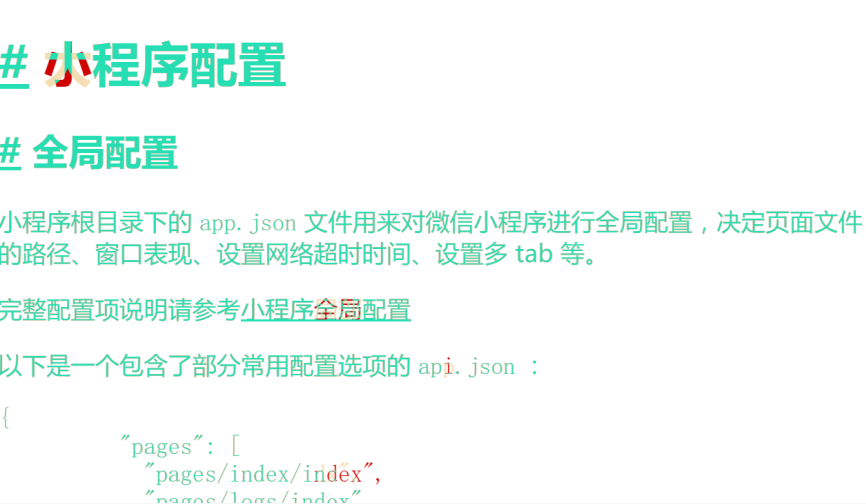 # 小程序配置
# 全局配置
小程序根目录下的 app.json 文件用来对微信小程序进行全局配置，决定页面文件
的路径、窗口表现、设置网络超时时间、设置多 tab 等。
完整配置项说明请参考小程序全局配置
以下是一个包含了部分常用配置选项的 api.json ：
{
"pages": [
"pages/index/index",
"pages/logs/index"